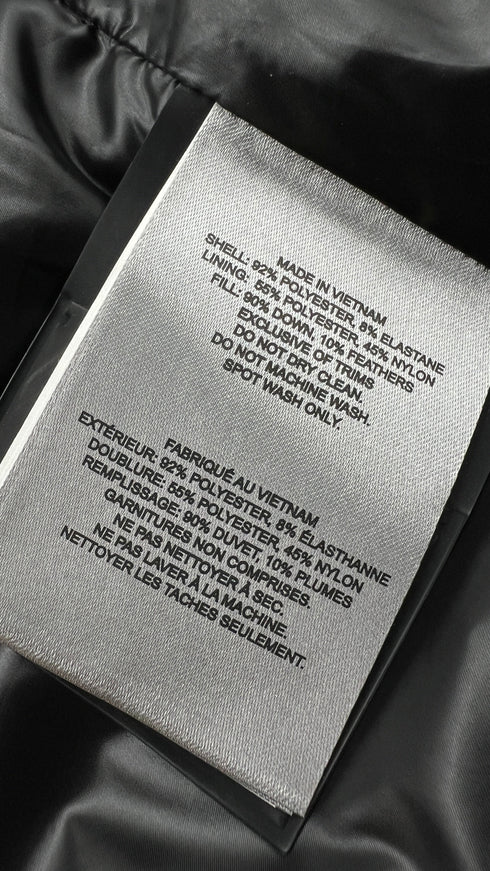 MADE IN VIETNAM
SHELL: 92% POLYESTER, 8% ELASTANE
LINING: 55% POLYESTER, 45% NYLON
FILL: 90% DOWN, 10% FEATHERS
EXCLUSIVE OF TRIMS
DO NOT DRY CLEAN.
DO NOT MACHINE WASH.
SPOT WASH ONLY.
FABRIQUÉ AU VIETNAM
EXTÉRIEUR: 92% POLYESTER, 8% ÉLASTHANNE
DOUBLURE: 55% POLYESTER, 45% NYLON
REMPLISSAGE: 90% DUVET, 10% PLUMES
GARNITURES NON COMPRISES.
NE PAS NETTOYER À SEC.
NE PAS LAVER À LA MACHINE.
NETTOYER LES TACHES SEULEMENT.